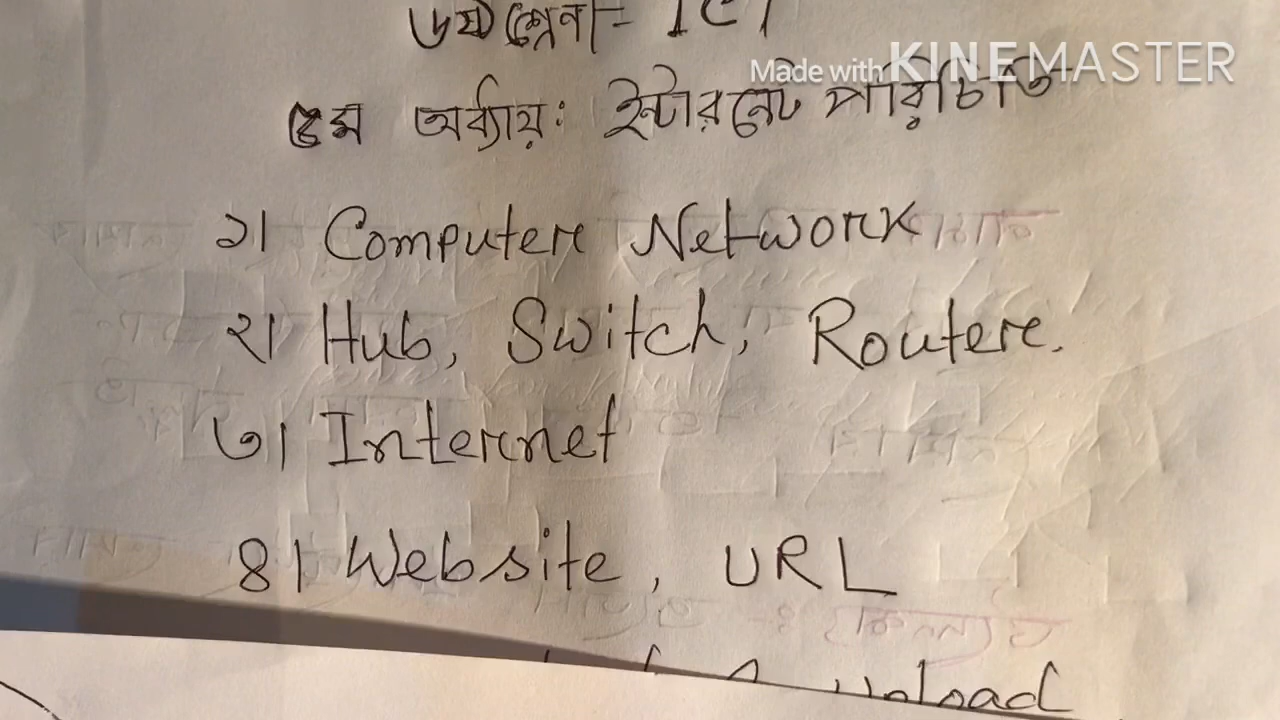 ৬ষ্ঠ শ্রেণী- ICT
Made with KINEMASTER
৫ম অধ্যায়: ইন্টারনেট পরিচিতি
১। Computer Network
২। Hub, Switch, Router.
৩। Internet
৪। Website, URL
upload